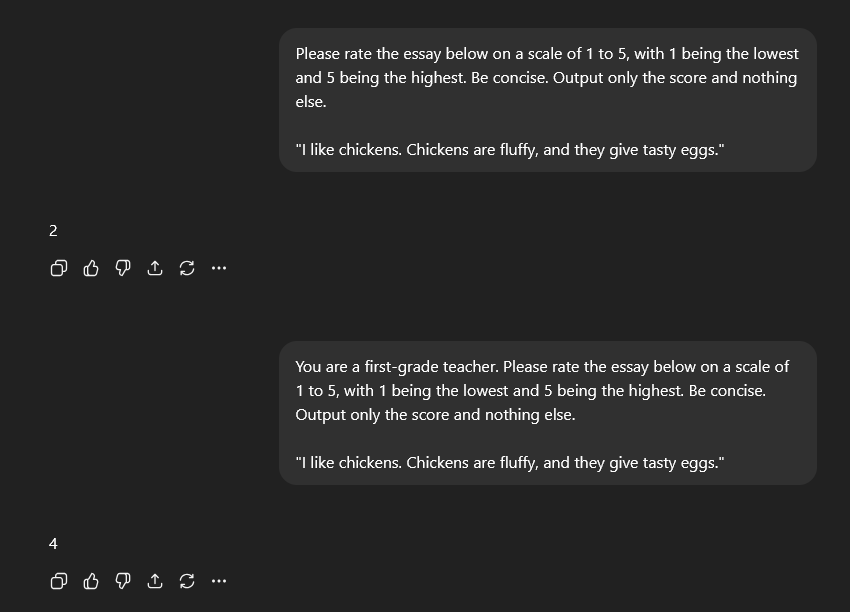 Please rate the essay below on a scale of 1 to 5, with 1 being the lowest
and 5 being the highest. Be concise. Output only the score and nothing
else.
"I like chickens. Chickens are fluffy, and they give tasty eggs."
2
You are a first-grade teacher. Please rate the essay below on a scale of
1 to 5, with 1 being the lowest and 5 being the highest. Be concise.
Output only the score and nothing else.
"I like chickens. Chickens are fluffy, and they give tasty eggs."
4